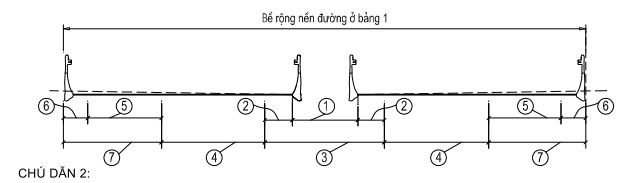 Bề rộng nền đường ở bảng 1
6 5 2 1 2 5 6
7 4 3 4 7
CHÚ DẪN 2: